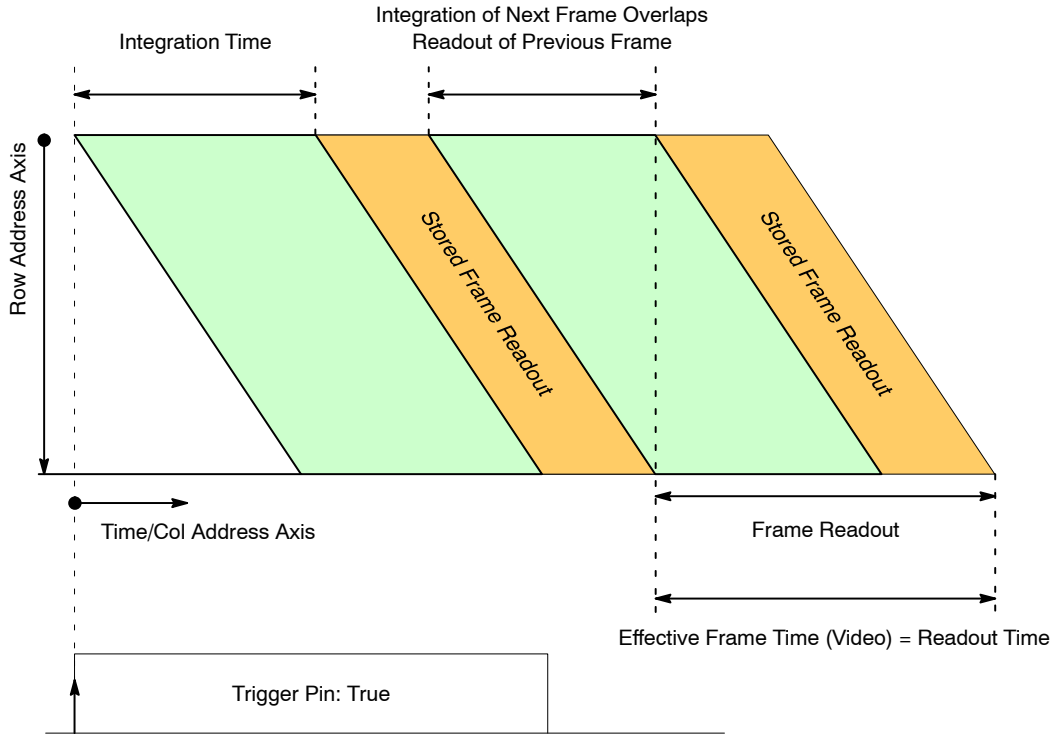 Integration of Next Frame Overlaps
Readout of Previous Frame
Integration Time
Row Address Axis
Stored Frame Readout
Stored Frame Readout
Time/Col Address Axis
Frame Readout
Effective Frame Time (Video) = Readout Time
Trigger Pin: True